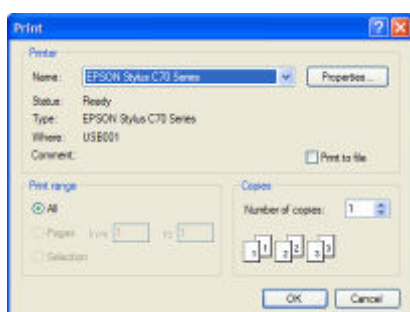 Print
Printer
Name: EPSON Stylus C70 Series Properties...
Status: Ready
Type: EPSON Stylus C70 Series
Where: USB001
Comment: Print to file
Print range
All
Pages from: 1 to: 1
Selection
Copies
Number of copies: 1
1 1 2 2 3 3
OK Cancel